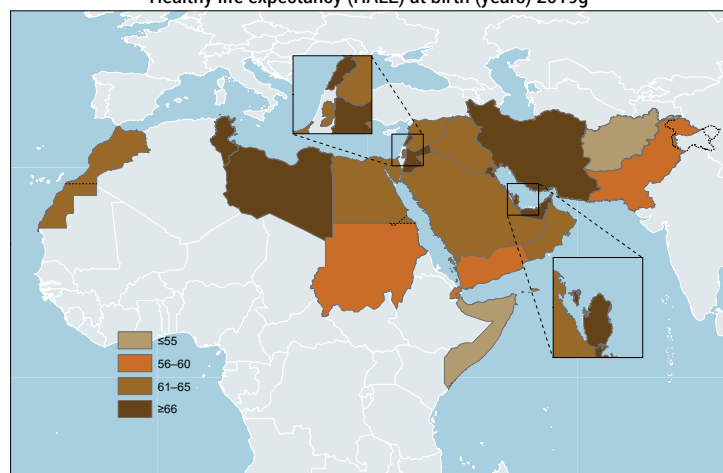 Healthy life expectancy (HALE) at birth (years) 2019g
≤55
56–60
61–65
≥66